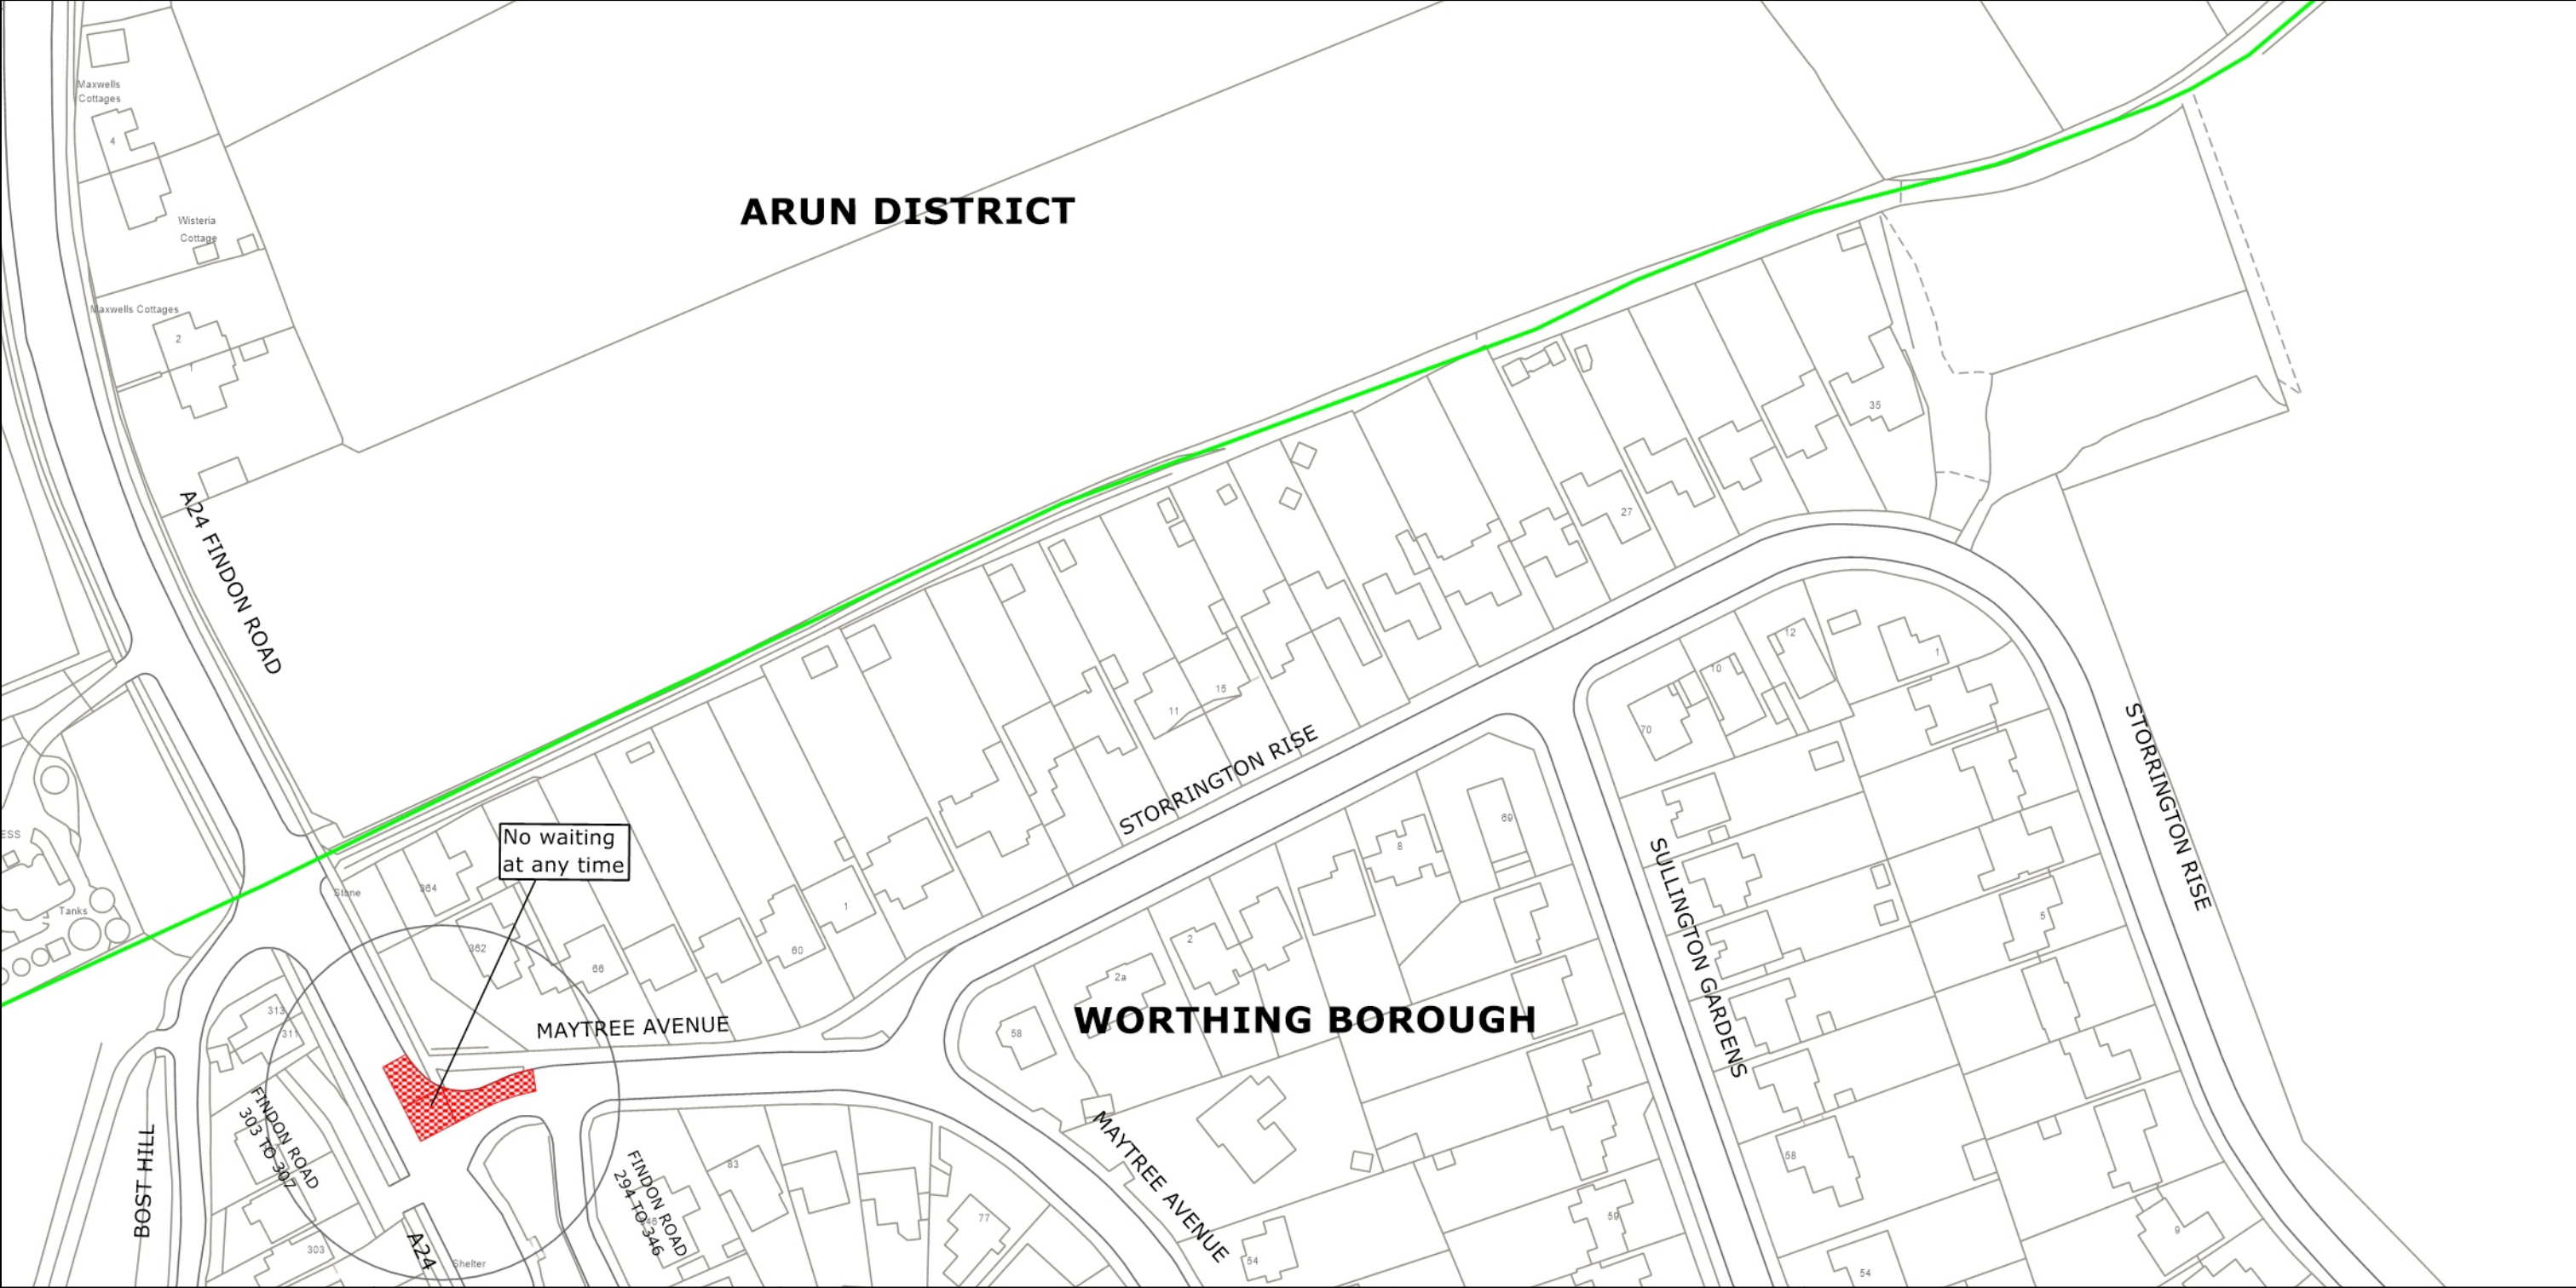 Maxwells
Cottages
4
Wisteria
Cottage
Maxwells Cottages
2
1
ARUN DISTRICT
A24 FINDON ROAD
35
27
12
10
1
15
11
70
STORRINGTON RISE
STORRINGTON RISE
No waiting
at any time
ESS
Tanks
Stone
364
362
66
60
1
8
69
SULLINGTON GARDENS
5
2
2a
58
WORTHING BOROUGH
MAYTREE AVENUE
313
311
FINDON ROAD
303 TO 307
BOST HILL
303
A24
Shelter
FINDON ROAD
294 TO 346
83
77
MAYTREE AVENUE
54
59
58
54
9